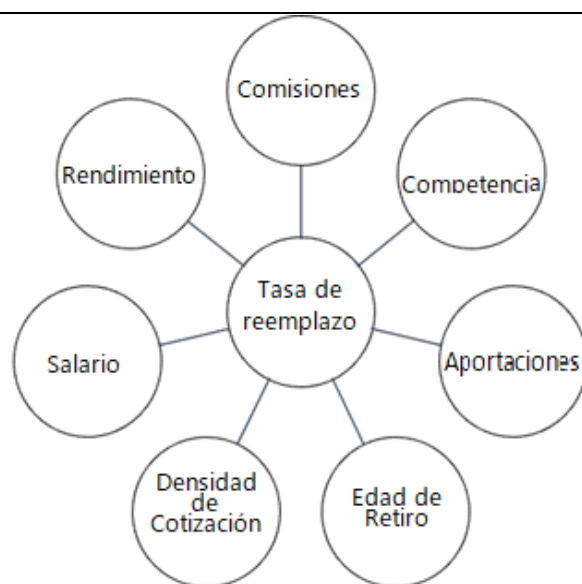 Comisiones
Competencia
Aportaciones
Edad de
Retiro
Densidad
de
Cotización
Salario
Rendimiento
Tasa de
reemplazo